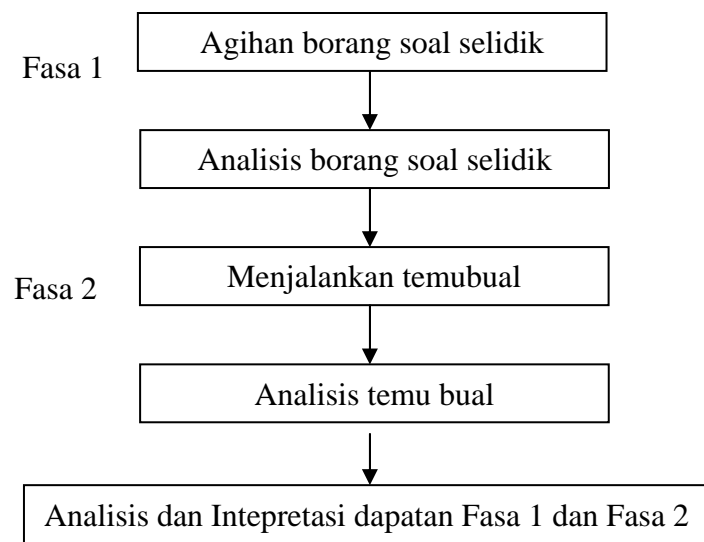 Agihan borang soal selidik
Fasa 1
Analisis borang soal selidik
Menjalankan temubual
Fasa 2
Analisis temu bual
Analisis dan Intepretasi dapatan Fasa 1 dan Fasa 2